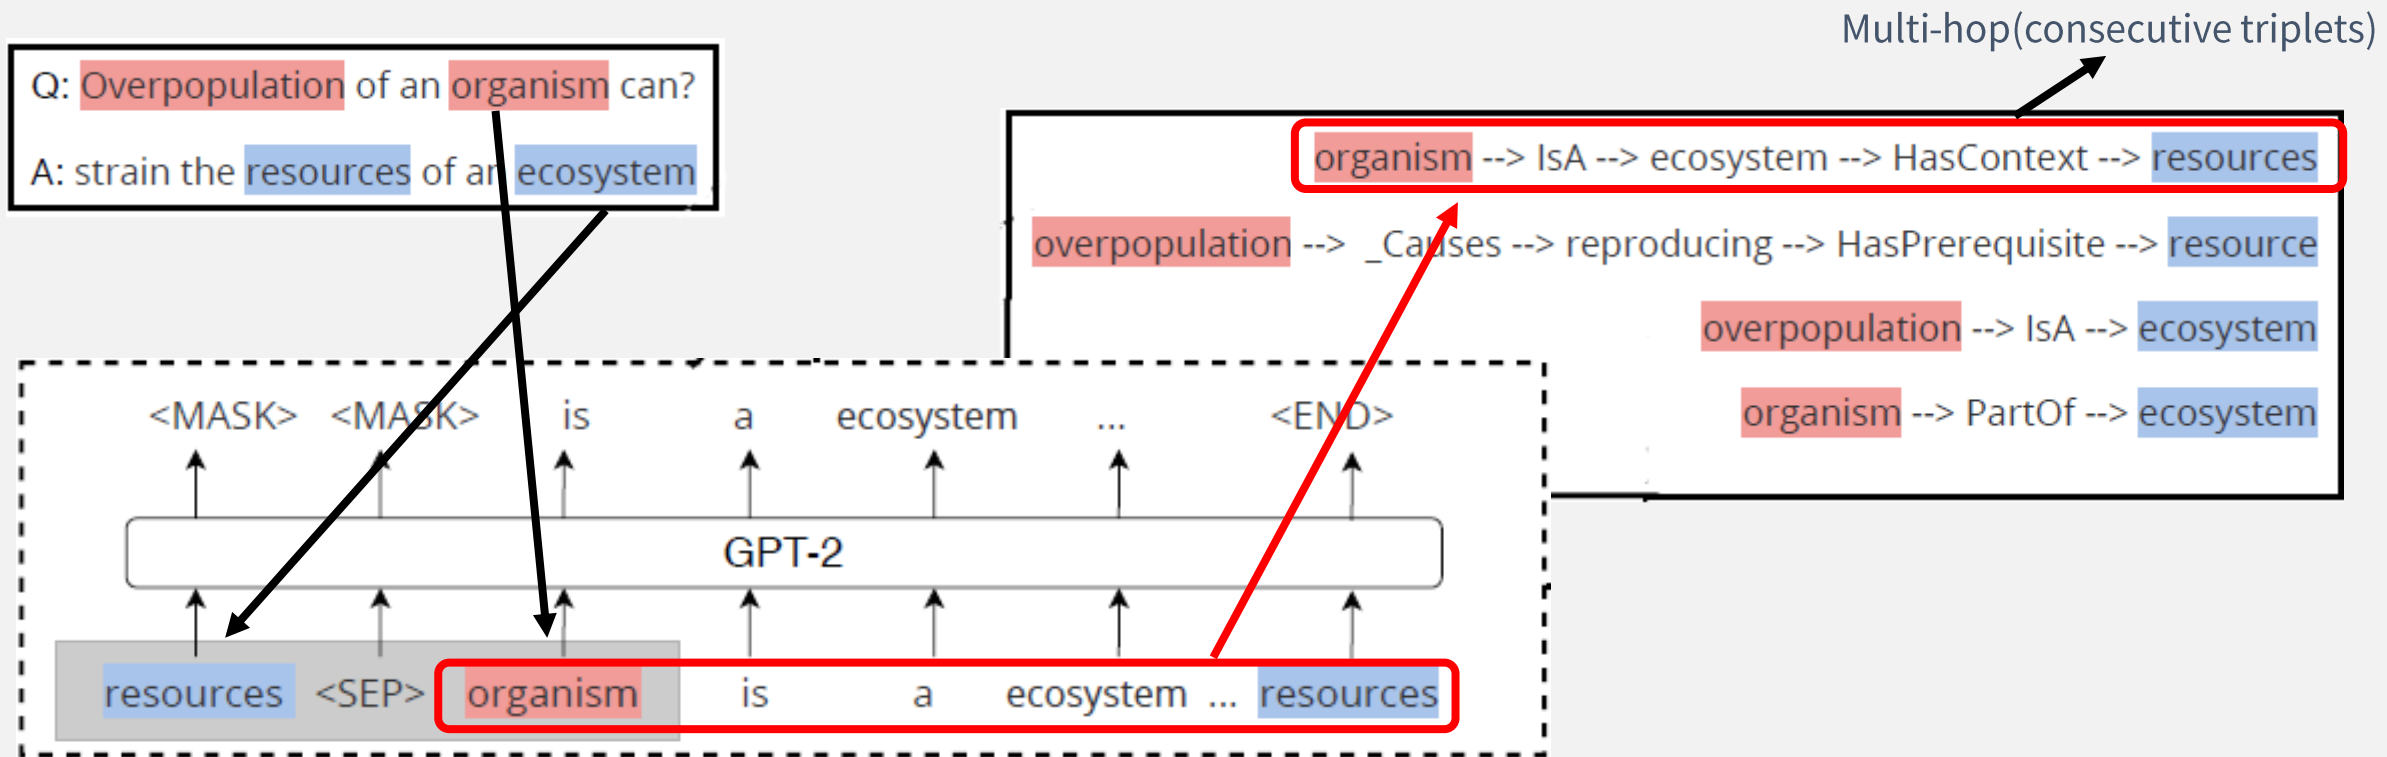 Multi-hop(consecutive triplets)
Q: Overpopulation of an organism can?
A: strain the resources of an ecosystem
organism --> IsA --> ecosystem --> HasContext --> resources
overpopulation --> _Causes --> reproducing --> HasPrerequisite --> resource
overpopulation --> IsA --> ecosystem
organism --> PartOf --> ecosystem
<MASK> <MASK> is a ecosystem ... <END>
GPT-2
resources <SEP> organism is a ecosystem ... resources